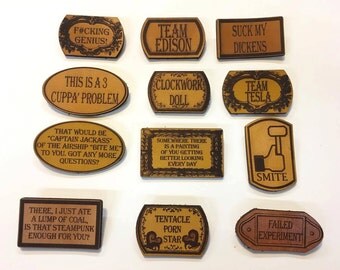 F#CKING
GENIUS!
TEAM
EDISON
SUCK MY
DICKENS
THIS IS A 3
CUPPA' PROBLEM
CLOCKWORK
DOLL
TEAM
TESLA
THAT WOULD BE
"CAPTAIN JACKASS"
OF THE AIRSHIP "BITE ME"
TO YOU. GOT ANY MORE
QUESTIONS?
SOMEWHERE THERE
IS A PAINTING
OF YOU GETTING
BETTER LOOKING
EVERY DAY
SMITE
THERE, I JUST ATE
A LUMP OF COAL,
IS THAT STEAMPUNK
ENOUGH FOR YOU?
TENTACLE
PORN
STAR
FAILED
EXPERIMENT